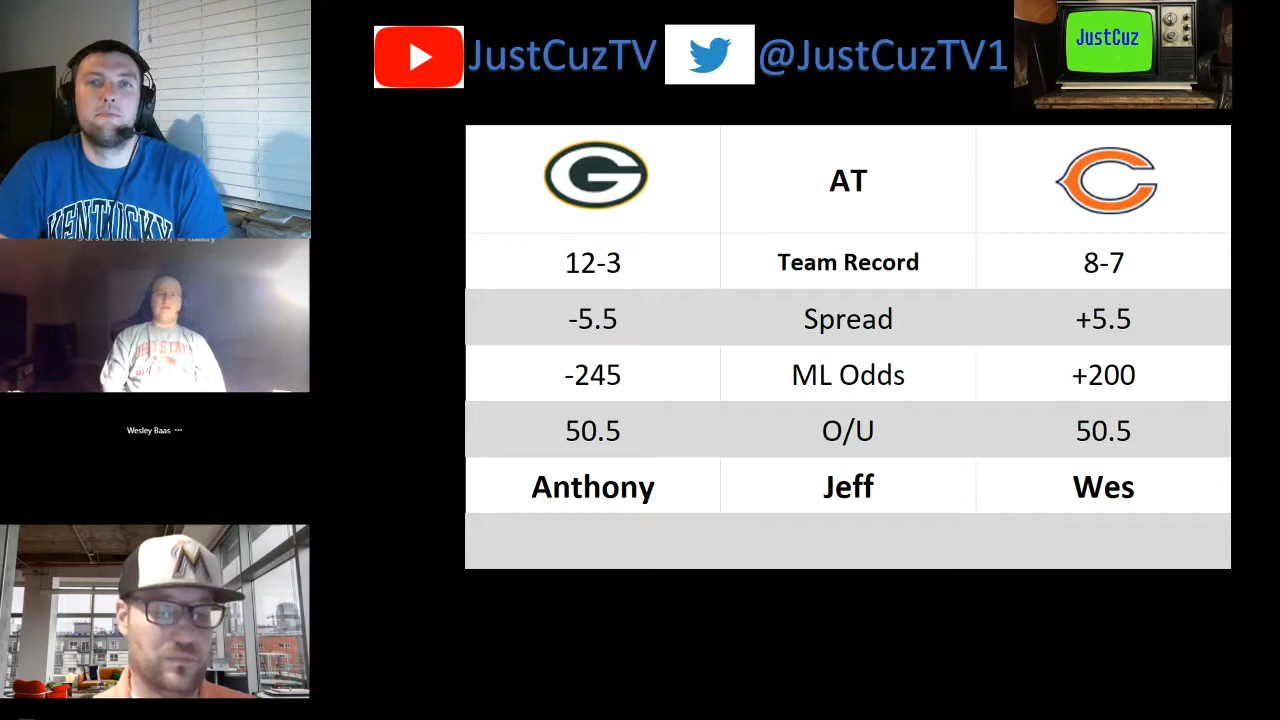 JustCuzTV
@JustCuzTV1
JustCuz
KENTUCKY
G
AT
C
12-3 Team Record 8-7
-5.5 Spread +5.5
-245 ML Odds +200
50.5 O/U 50.5
Anthony Jeff Wes
Wesley Baas ...
M